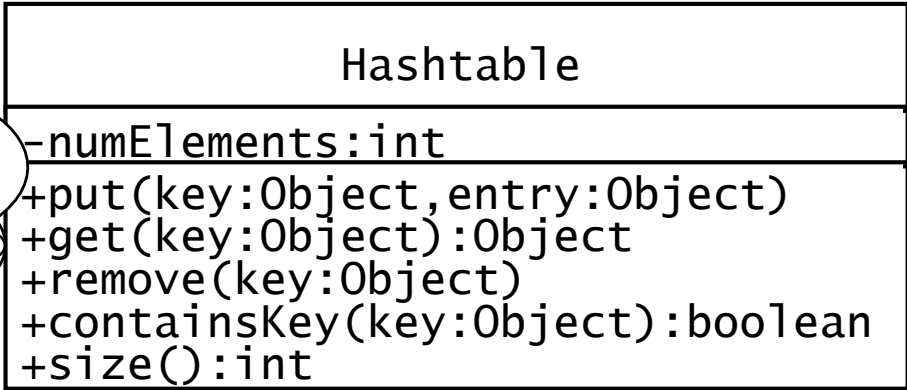 Hashtable
-numElements:int
+put(key:Object,entry:Object)
+get(key:Object):Object
+remove(key:Object)
+containsKey(key:Object):boolean
+size():int